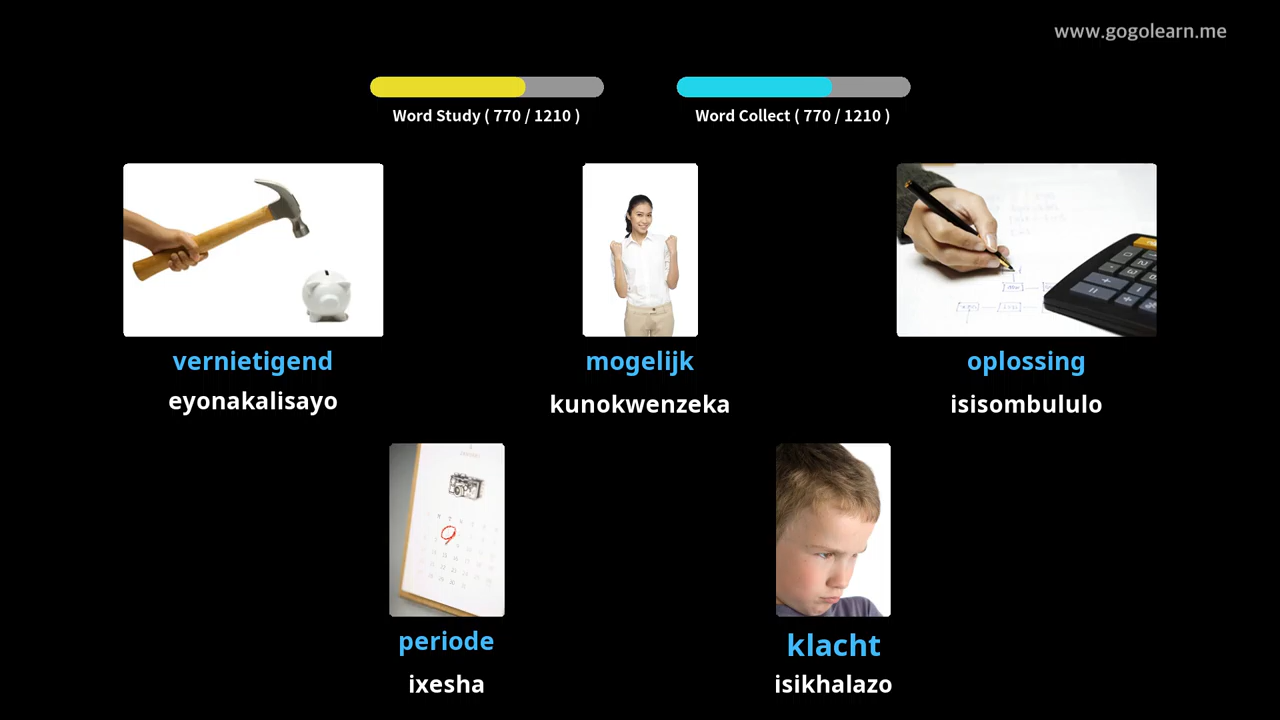 www.gogolearn.me
Word Study ( 770 / 1210 )
Word Collect ( 770 / 1210 )
vernietigend
eyonakalisayo
mogelijk
kunokwenzeka
oplossing
isisombululo
periode
ixesha
klacht
isikhalazo